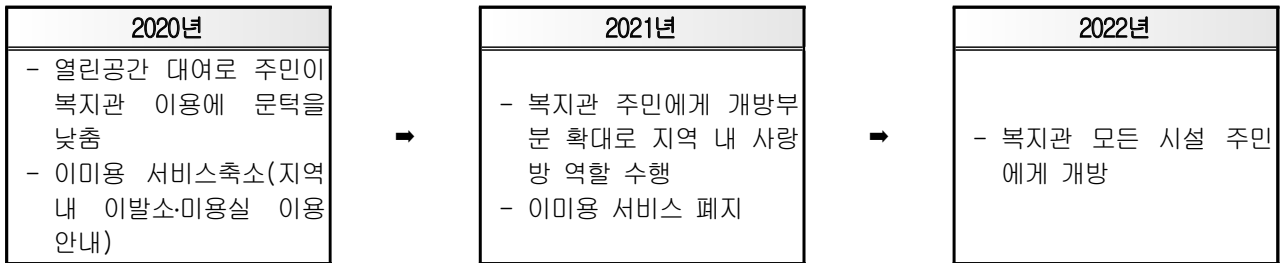 2020년
- 열린공간 대여로 주민이
복지관 이용에 문턱을
낮춤
- 이미용 서비스축소(지역
내 이발소·미용실 이용
안내)
➡
2021년
- 복지관 주민에게 개방부
분 확대로 지역 내 사랑
방 역할 수행
- 이미용 서비스 폐지
➡
2022년
- 복지관 모든 시설 주민
에게 개방